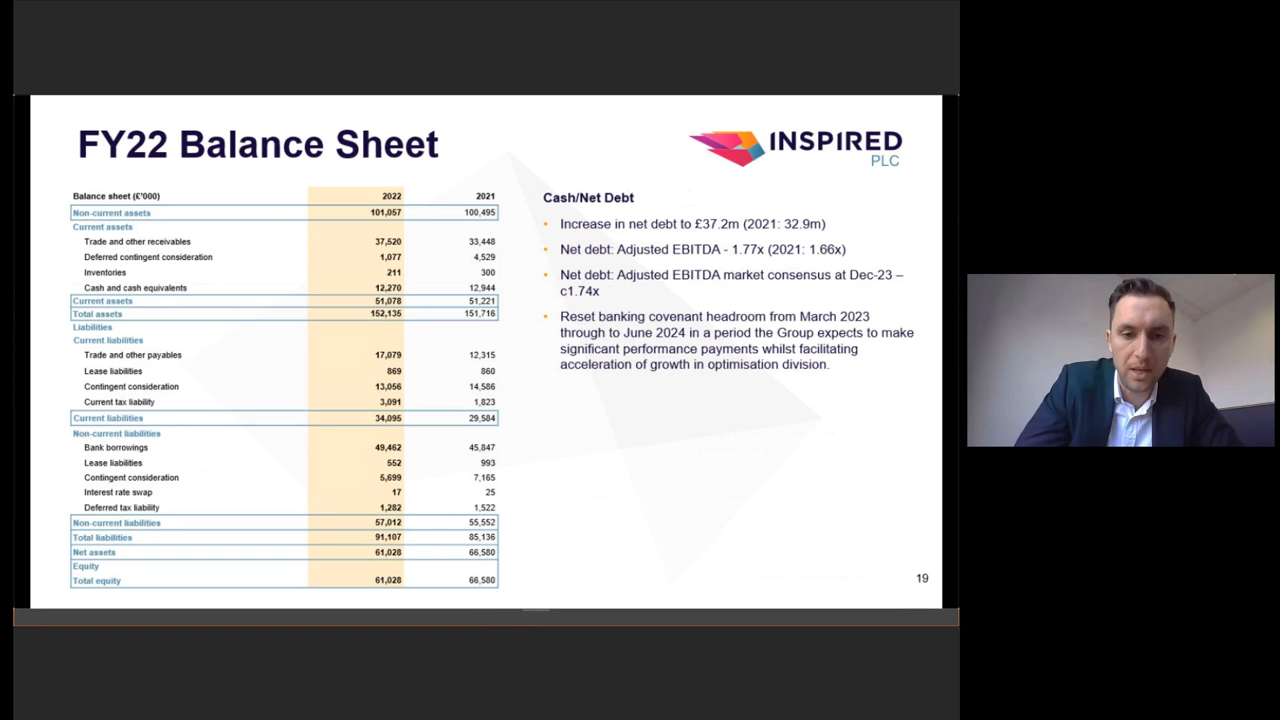 FY22 Balance Sheet
INSPIRED
PLC
Balance sheet (£'000) 2022 2021
Non-current assets 101,057 100,495
Current assets
Trade and other receivables 37,520 33,448
Deferred contingent consideration 1,077 4,529
Inventories 211 300
Cash and cash equivalents 12,270 12,944
Current assets 51,078 51,221
Total assets 152,135 151,716
Liabilities
Current liabilities
Trade and other payables 17,079 12,315
Lease liabilities 869 860
Contingent consideration 13,056 14,586
Current tax liability 3,091 1,823
Current liabilities 34,095 29,584
Non-current liabilities
Bank borrowings 49,462 45,847
Lease liabilities 552 993
Contingent consideration 5,699 7,165
Interest rate swap 17 25
Deferred tax liability 1,282 1,522
Non-current liabilities 57,012 55,552
Total liabilities 91,107 85,136
Net assets 61,028 66,580
Equity
Total equity 61,028 66,580
Cash/Net Debt
• Increase in net debt to £37.2m (2021: 32.9m)
• Net debt: Adjusted EBITDA - 1.77x (2021: 1.66x)
• Net debt: Adjusted EBITDA market consensus at Dec-23 –
c1.74x
• Reset banking covenant headroom from March 2023
through to June 2024 in a period the Group expects to make
significant performance payments whilst facilitating
acceleration of growth in optimisation division.
19